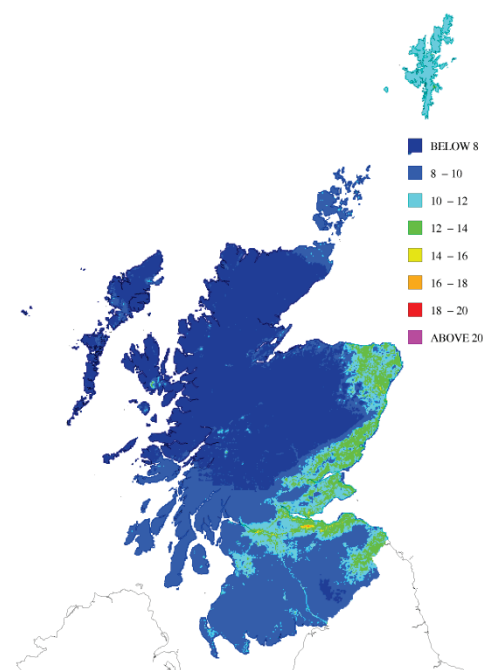 BELOW 8
8 – 10
10 – 12
12 – 14
14 – 16
16 – 18
18 – 20
ABOVE 20